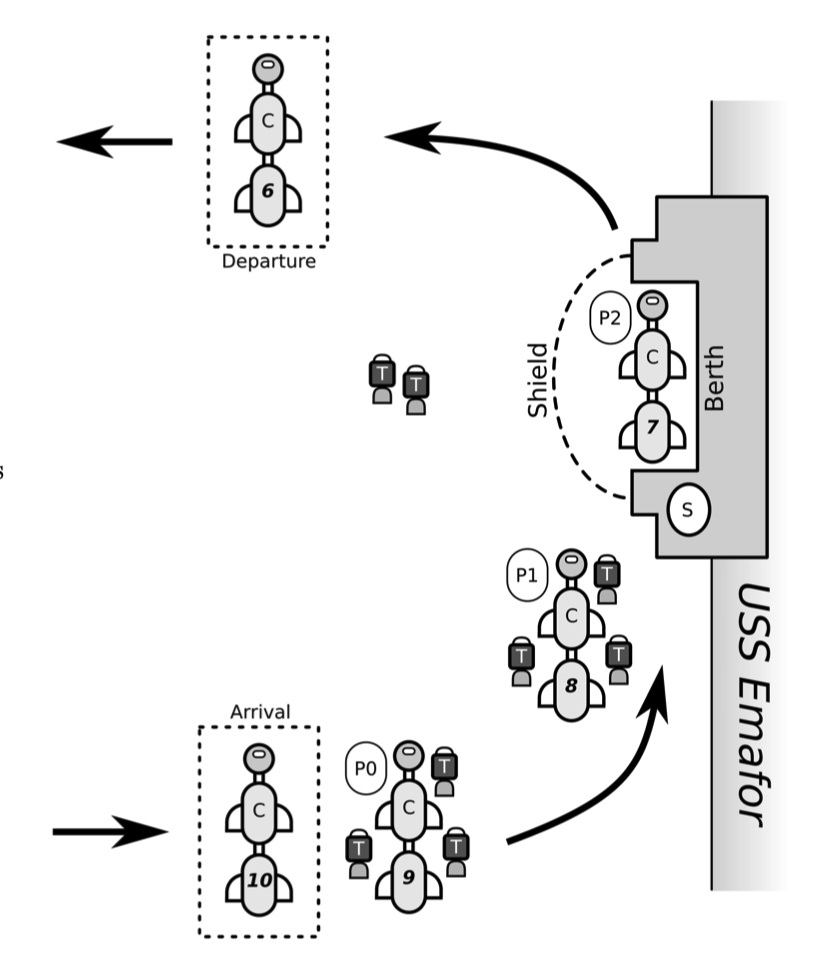 C
6
Departure
P2
C
7
Shield
Berth
T
T
s
S
P1
T
C
T
T
8
USS Emafor
Arrival
P0
T
C
C
T
T
10
9